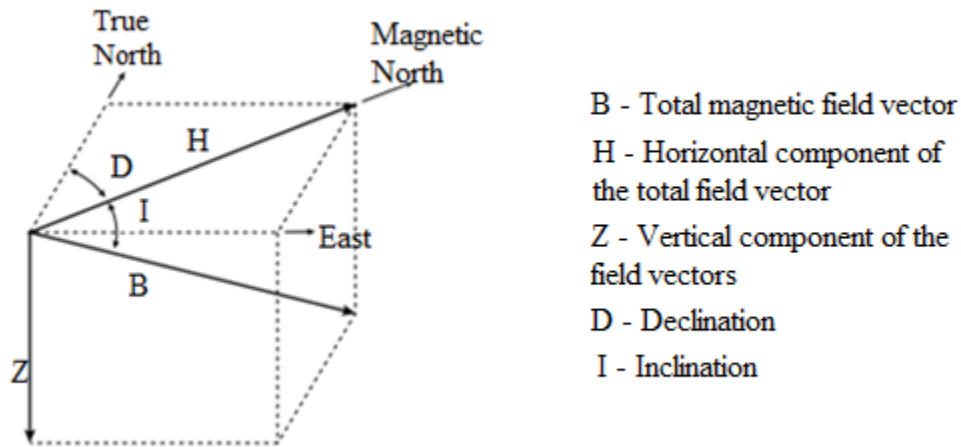 True
North
Magnetic
North
H
D
I
East
B
Z
B - Total magnetic field vector
H - Horizontal component of
the total field vector
Z - Vertical component of the
field vectors
D - Declination
I - Inclination